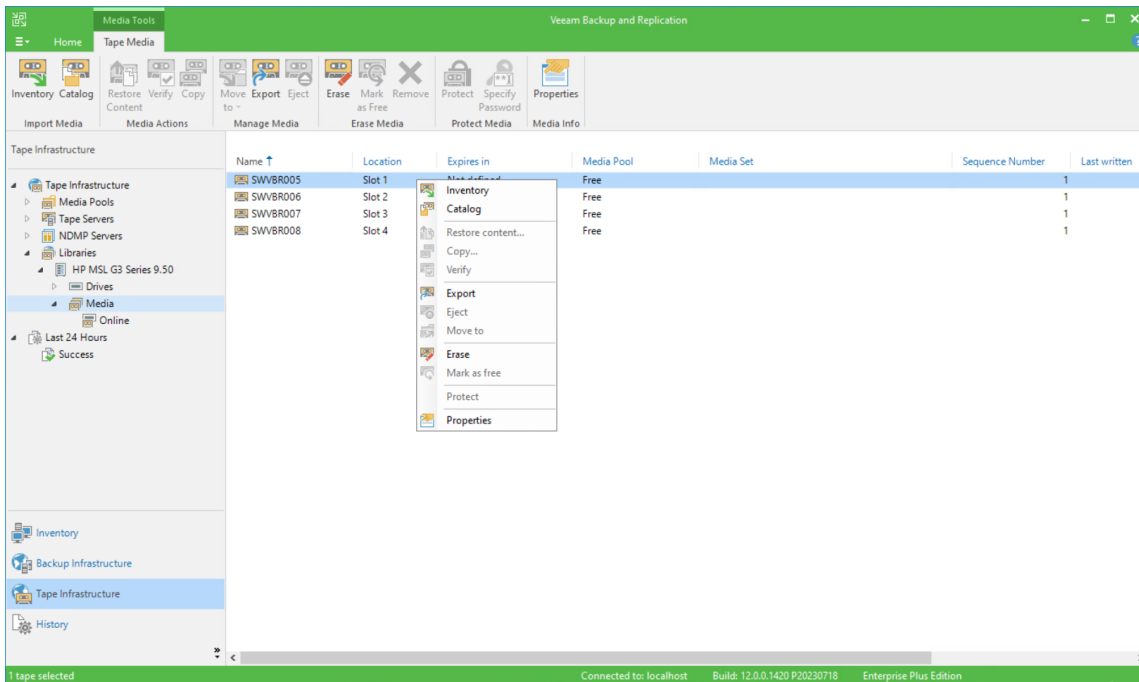 Media Tools
Veeam Backup and Replication
Home Tape Media
Inventory Catalog Restore Content Verify Copy Move to Export Eject Erase Mark as Free Remove Protect Specify Password Properties
Import Media Media Actions Manage Media Erase Media Protect Media Media Info
Tape Infrastructure
Tape Infrastructure
Media Pools
Tape Servers
NDMP Servers
Libraries
HP MSL G3 Series 9.50
Drives
Media
Online
Last 24 Hours
Success
Name Location Expires in Media Pool Media Set Sequence Number Last written
SWVBR005 Slot 1 Not defined Free 1
SWVBR006 Slot 2 Free 1
SWVBR007 Slot 3 Free 1
SWVBR008 Slot 4 Free 1
Inventory
Catalog
Restore content...
Copy...
Verify
Export
Eject
Move to
Erase
Mark as free
Protect
Properties
Inventory
Backup Infrastructure
Tape Infrastructure
History
1 tape selected
Connected to: localhost Build: 12.0.0.1420 P20230718 Enterprise Plus Edition